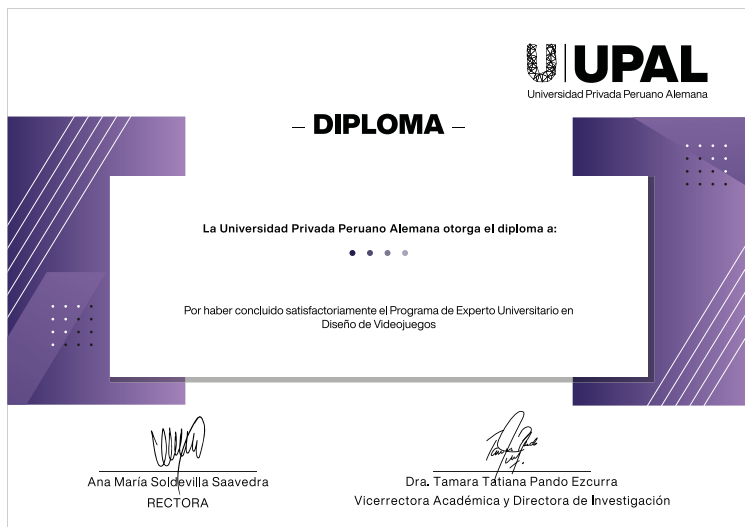 UPAL
Universidad Privada Peruano Alemana
– DIPLOMA –
La Universidad Privada Peruano Alemana otorga el diploma a:
Por haber concluido satisfactoriamente el Programa de Experto Universitario en
Diseño de Videojuegos
Ana María Soldevilla Saavedra
RECTORA
Dra. Tamara Tatiana Pando Ezcurra
Vicerrectora Académica y Directora de Investigación